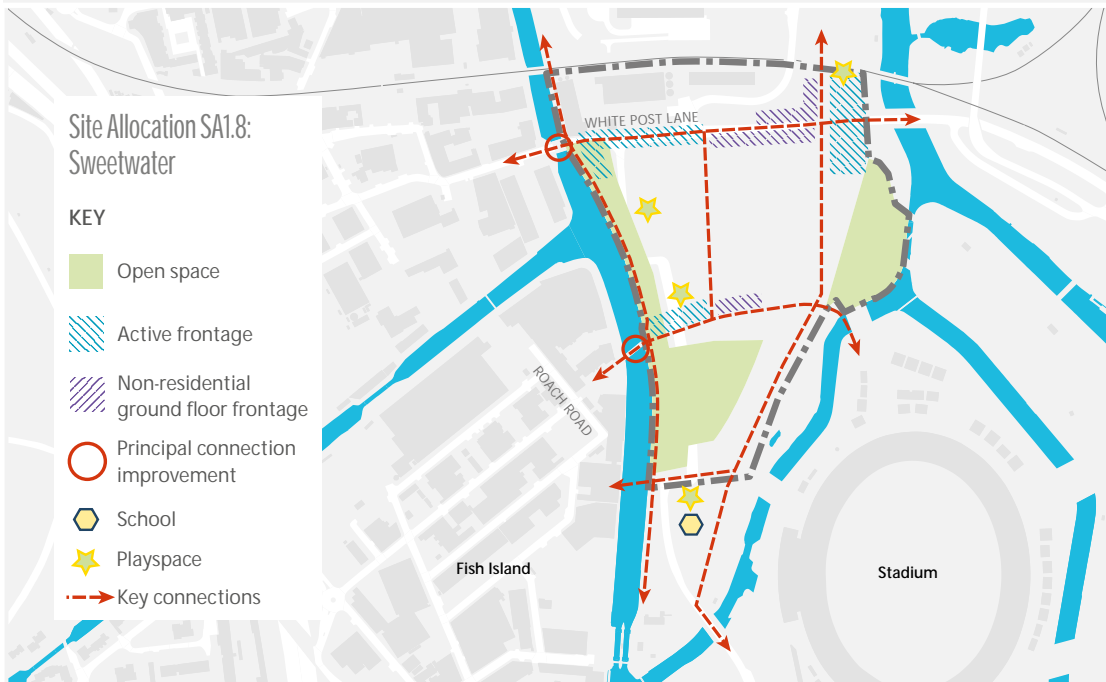 Site Allocation SA1.8:
Sweetwater
KEY
Open space
Active frontage
Non-residential
ground floor frontage
Principal connection
improvement
School
Playspace
Key connections
WHITE POST LANE
ROACH ROAD
Fish Island
Stadium